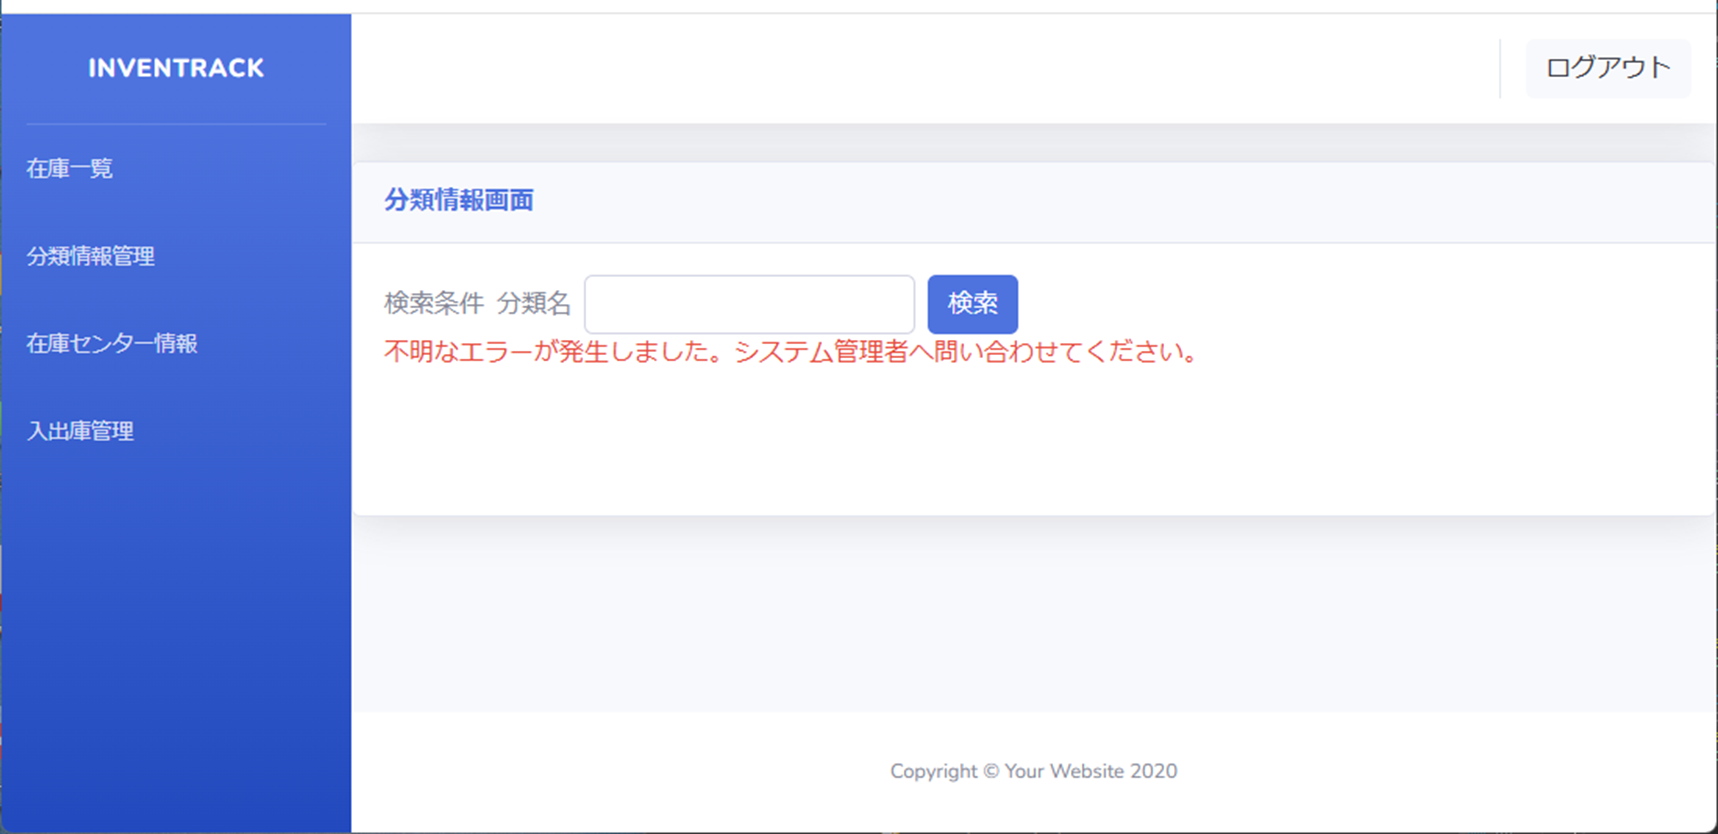 INVENTRACK
ログアウト
在庫一覧
分類情報管理
在庫センター情報
入出庫管理
分類情報画面
検索条件 分類名 検索
不明なエラーが発生しました。システム管理者へ問い合わせてください。
Copyright © Your Website 2020